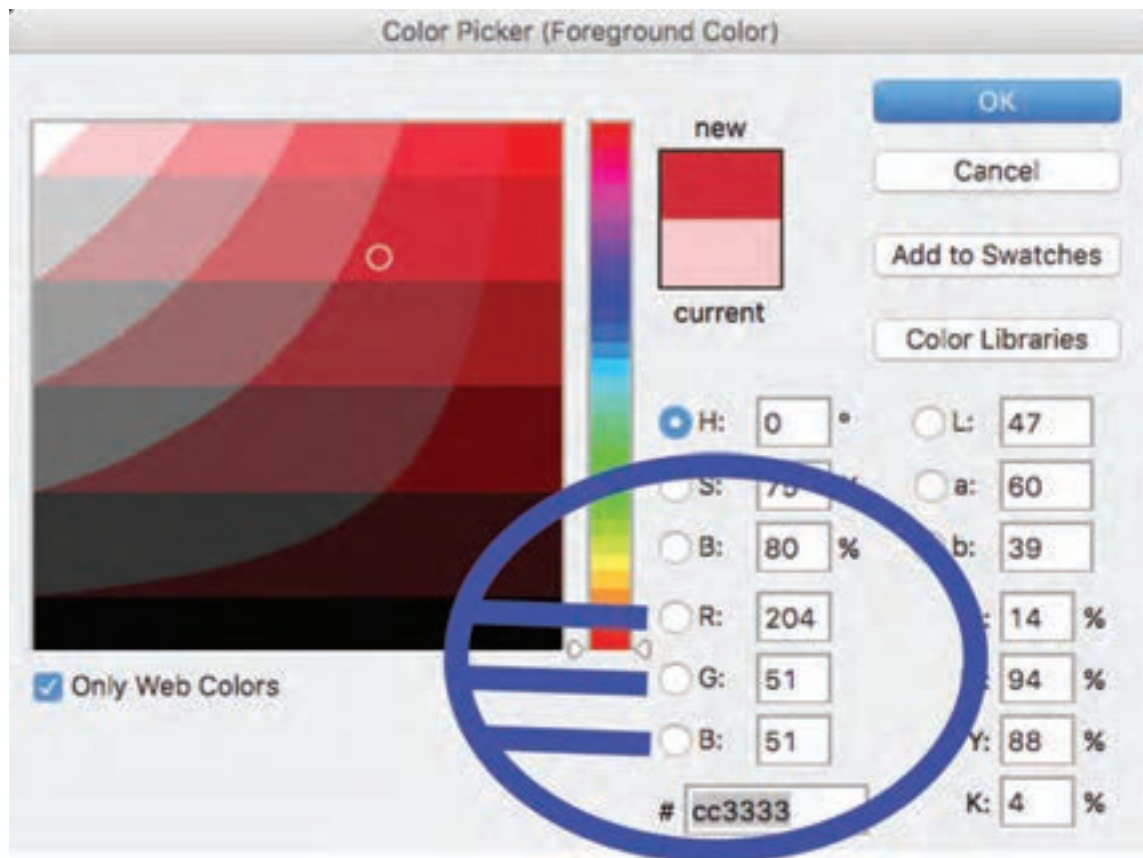 Color Picker (Foreground Color)
OK
new
Cancel
Add to Swatches
current
Color Libraries
H: 0 °
L: 47
S:
a: 60
B: 80 %
b: 39
R: 204
14 %
G: 51
94 %
B: 51
Y: 88 %
# cc3333
K: 4 %
Only Web Colors